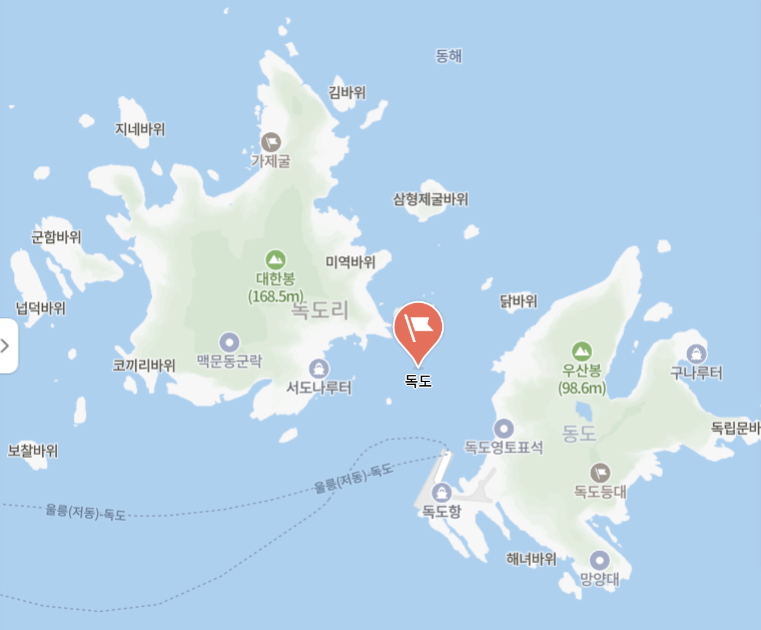 동해
김바위
지네바위
가제굴
삼형제굴바위
군함바위
미역바위
대한봉
(168.5m)
넙덕바위
독도리
닭바위
맥문동군락
코끼리바위
서도나루터
독도
우산봉
(98.6m)
구나루터
독립문바
동도
독도영토표석
보찰바위
울릉(저동)-독도
독도등대
울릉(저동)-독도
독도항
해녀바위
망양대